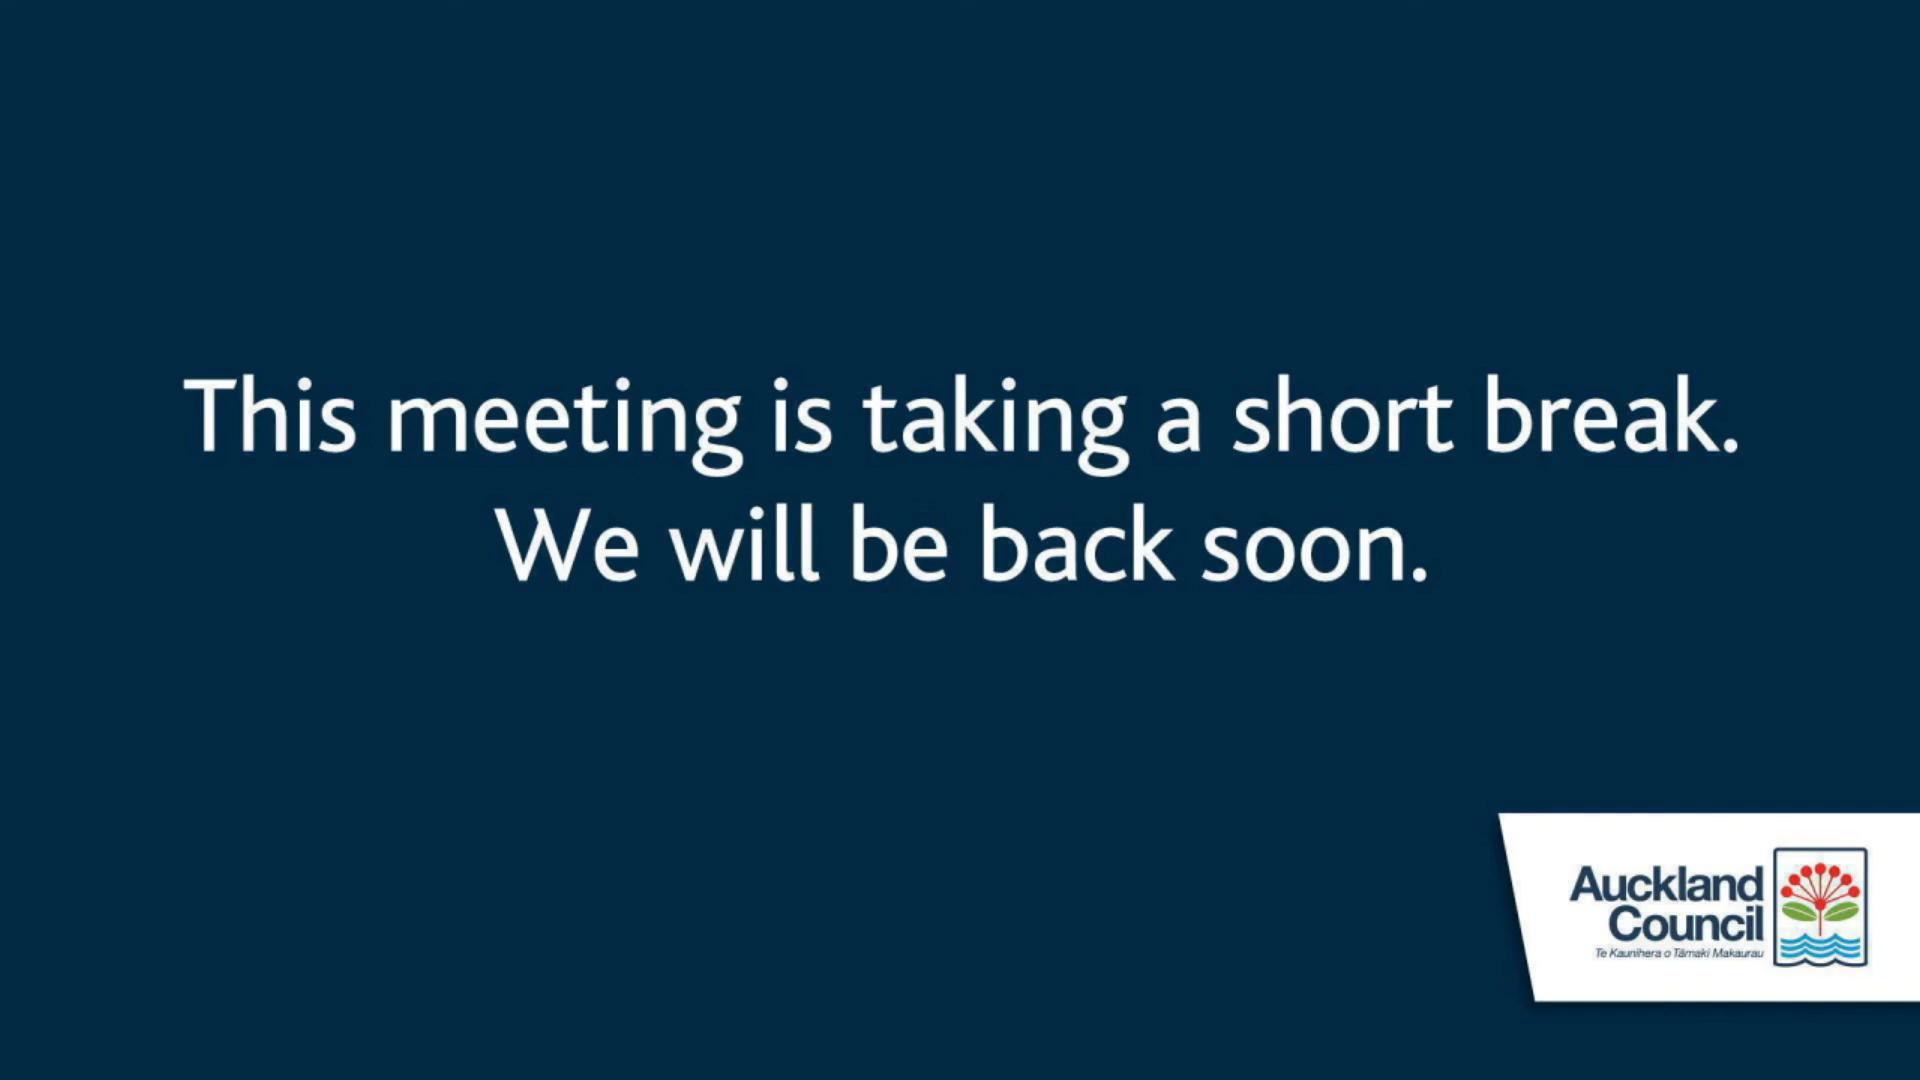 This meeting is taking a short break.
We will be back soon.
Auckland
Council
Te Kaunihera o Tāmaki Makaurau